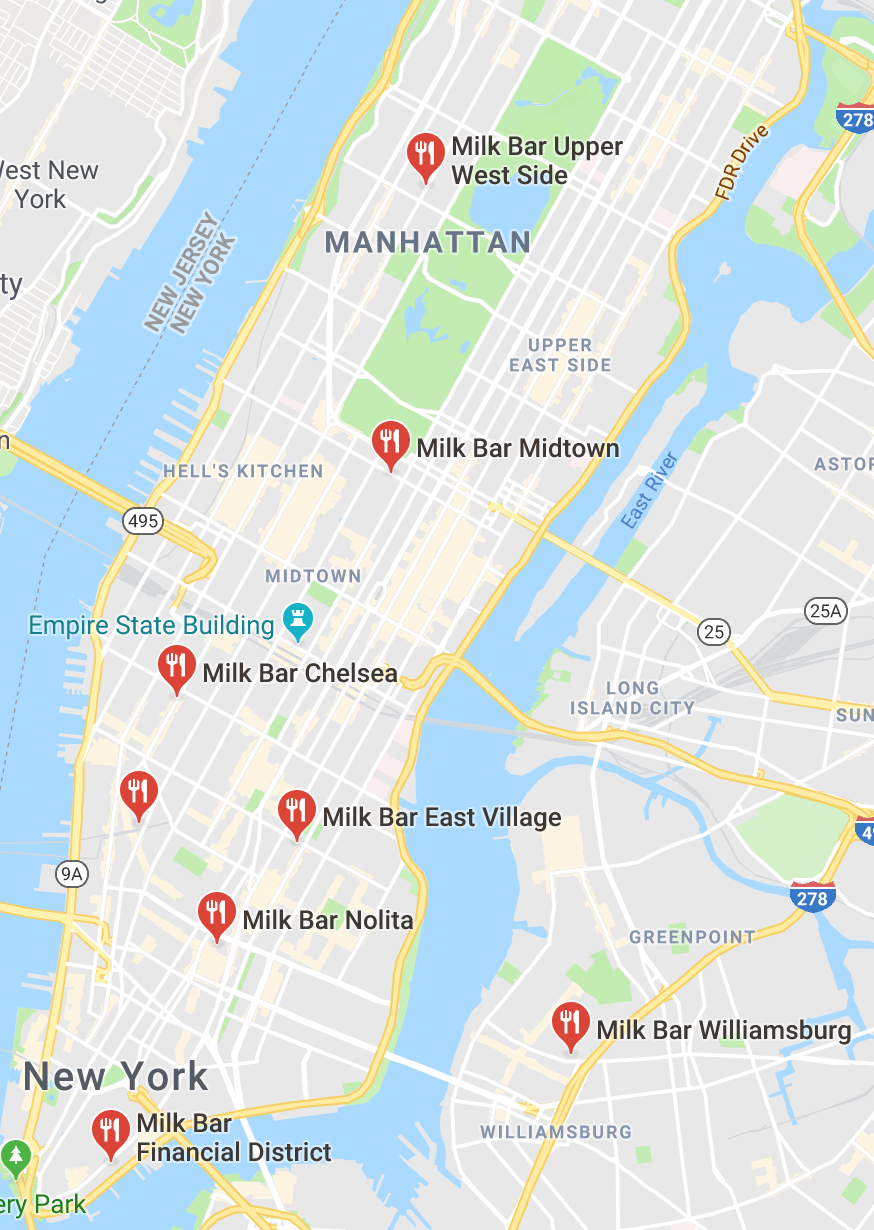 278
Milk Bar Upper
West Side
FDR Drive
West New
York
MANHATTAN
NEW JERSEY
NEW YORK
ty
UPPER
EAST SIDE
n
Milk Bar Midtown
HELL'S KITCHEN
ASTOR
East River
495
MIDTOWN
25A
Empire State Building
25
Milk Bar Chelsea
LONG
ISLAND CITY
SUN
Milk Bar East Village
49
9A
278
Milk Bar Nolita
GREENPOINT
Milk Bar Williamsburg
New York
Milk Bar
Financial District
WILLIAMSBURG
ery Park